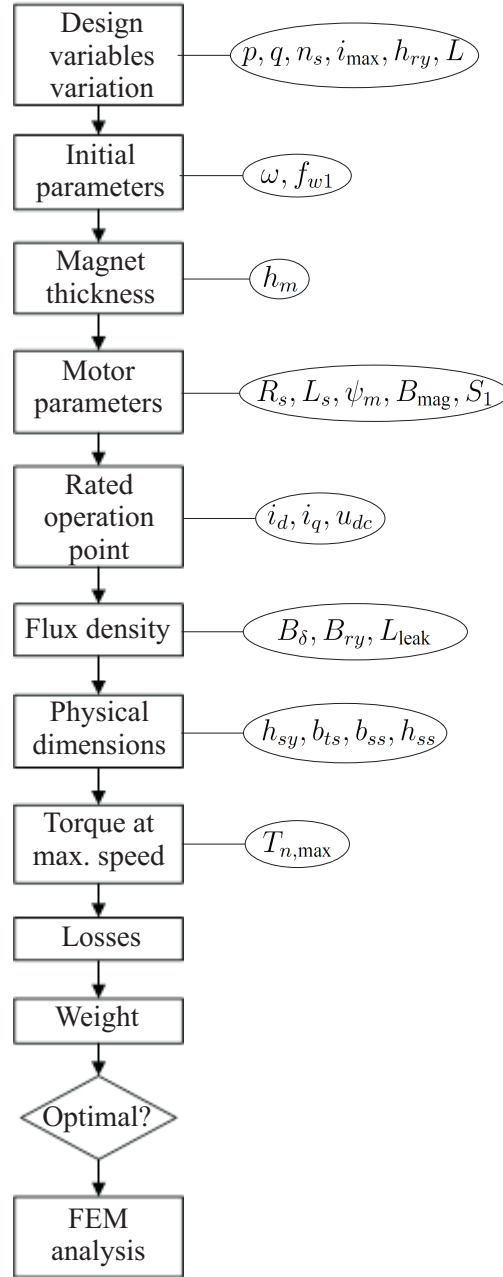 Design
variables
variation
p, q, n_s, i_max, h_ry, L
Initial
parameters
ω, f_w1
Magnet
thickness
h_m
Motor
parameters
R_s, L_s, ψ_m, B_mag, S_1
Rated
operation
point
i_d, i_q, u_dc
Flux density
B_δ, B_ry, L_leak
Physical
dimensions
h_sy, b_ts, b_ss, h_ss
Torque at
max. speed
T_n,max
Losses
Weight
Optimal?
FEM
analysis